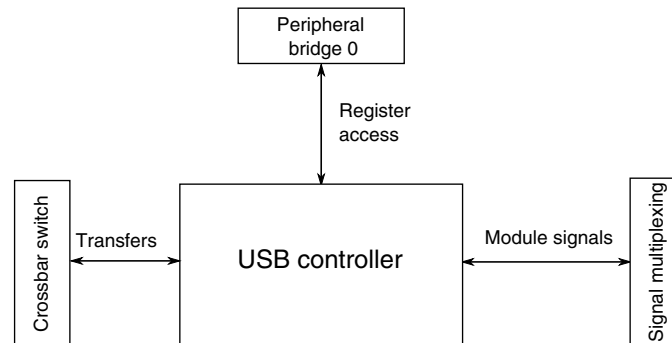 Peripheral
bridge 0
Register
access
Crossbar switch
Transfers
USB controller
Module signals
Signal multiplexing